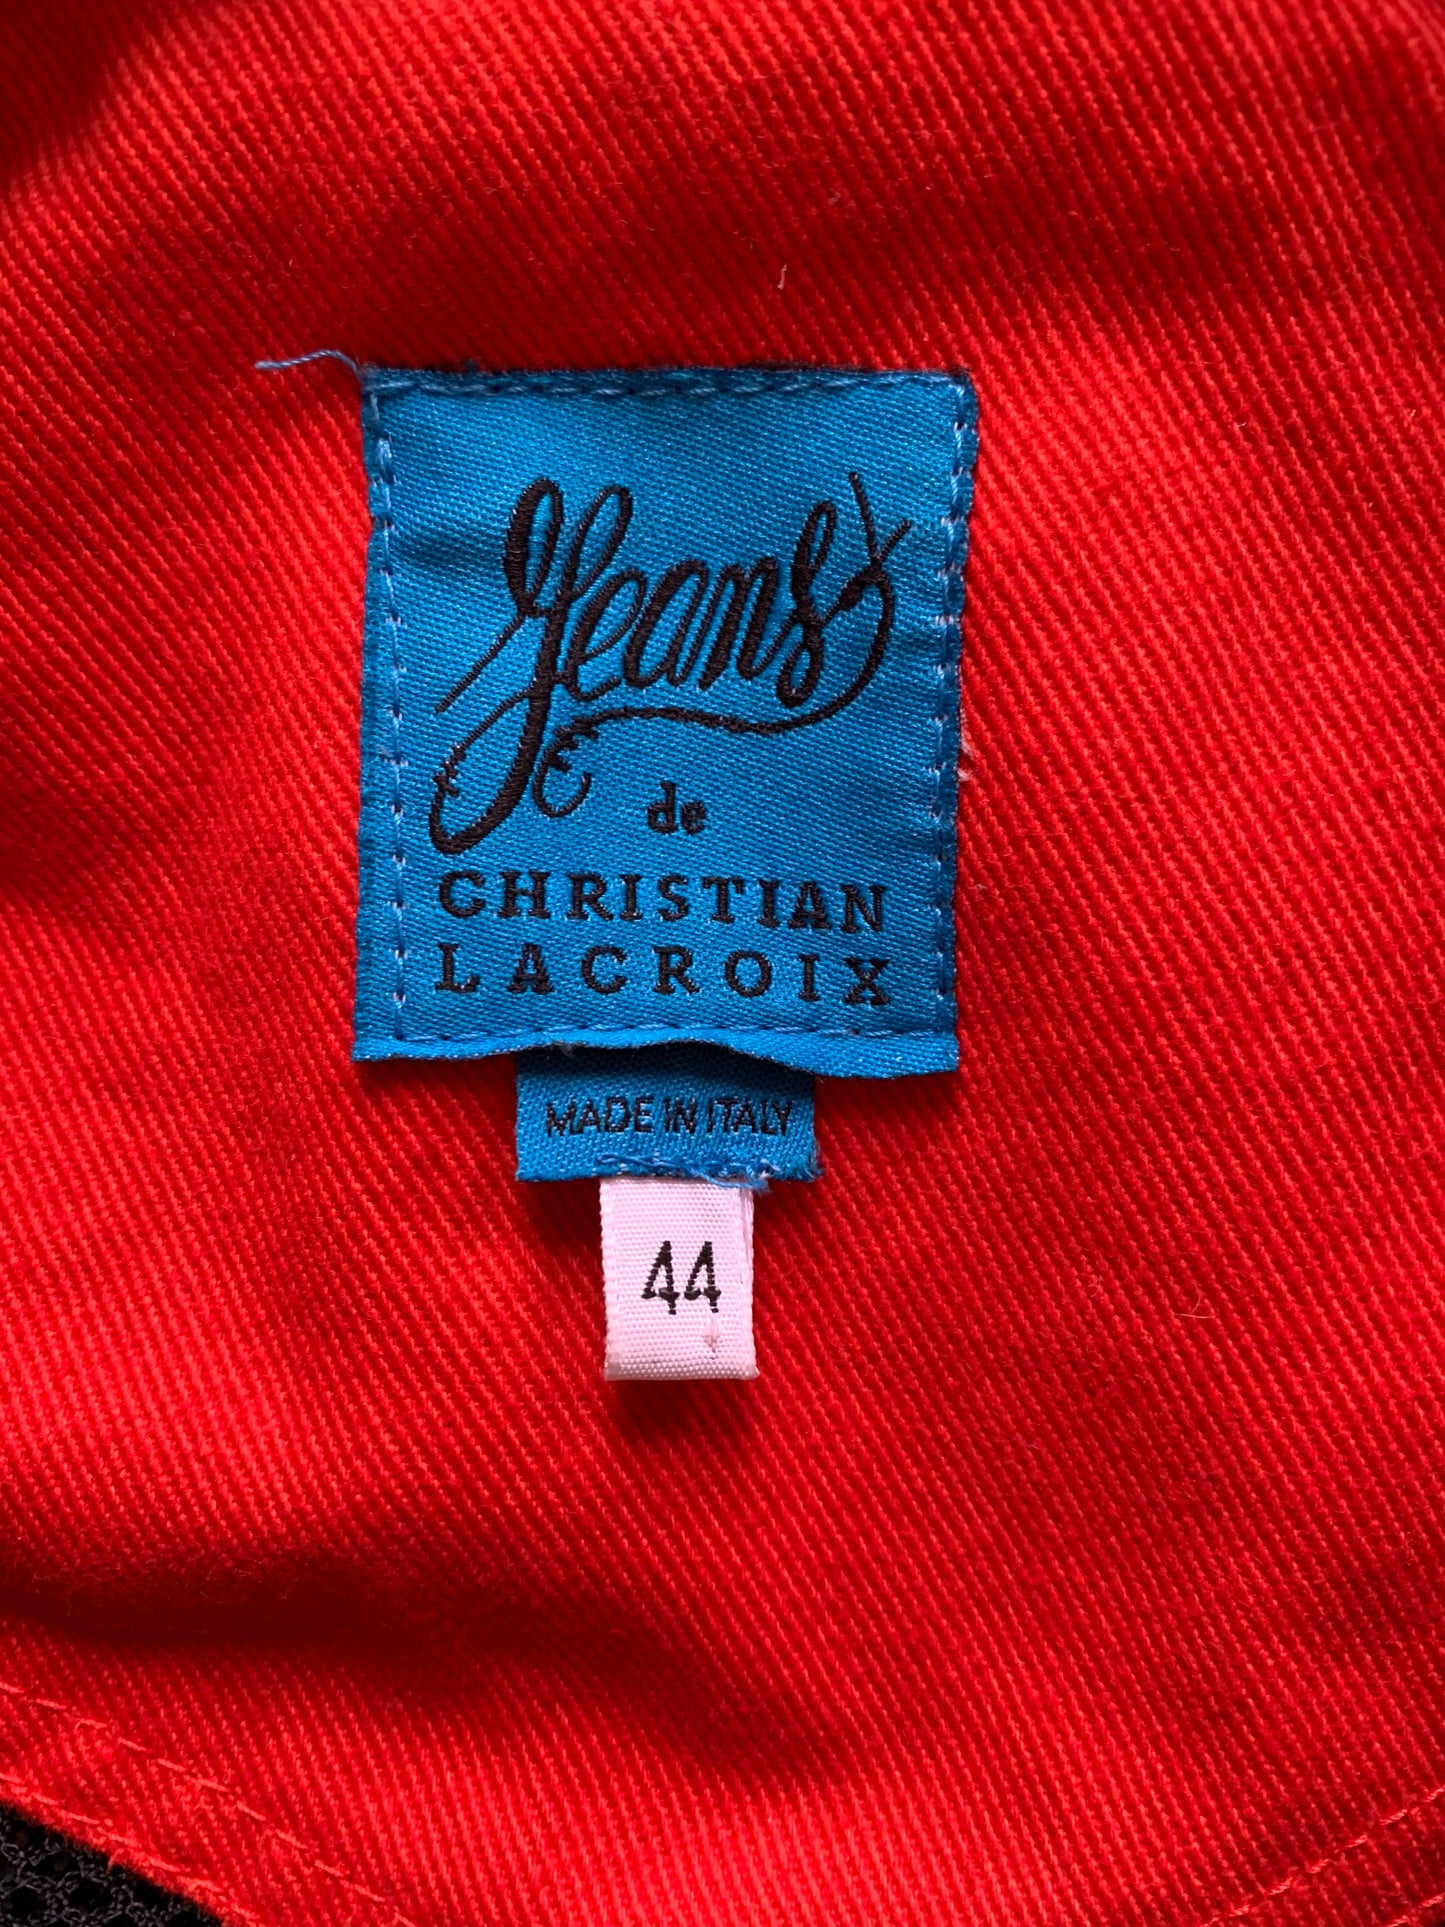 Jeans
de
CHRISTIAN
LACROIX
MADE IN ITALY
44